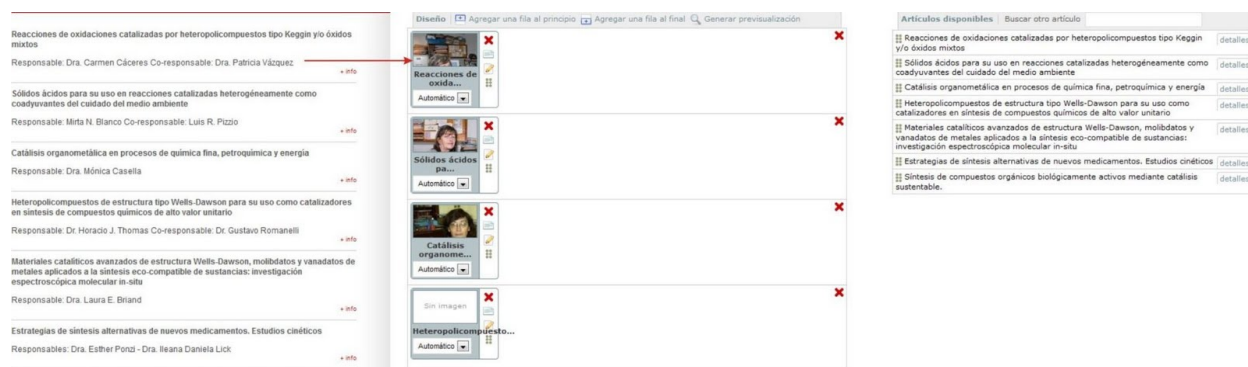 Reacciones de oxidaciones catalizadas por heteropolicompuestos tipo Keggin y/o óxidos
mixtos
Responsable: Dra. Carmen Cáceres Co-responsable: Dra. Patricia Vázquez
+ info
Sólidos ácidos para su uso en reacciones catalizadas heterogéneamente como
coadyuvantes del cuidado del medio ambiente
Responsable: Mirta N. Blanco Co-responsable: Luis R. Pizzio
+ info
Catálisis organometálica en procesos de química fina, petroquímica y energía
Responsable: Dra. Mónica Casella
+ info
Heteropolicompuestos de estructura tipo Wells-Dawson para su uso como catalizadores
en síntesis de compuestos químicos de alto valor unitario
Responsable: Dr. Horacio J. Thomas Co-responsable: Dr. Gustavo Romanelli
+ info
Materiales catalíticos avanzados de estructura Wells-Dawson, molibdatos y vanadatos de
metales aplicados a la síntesis eco-compatible de sustancias: investigación
espectroscópica molecular in-situ
Responsable: Dra. Laura E. Briand
+ info
Estrategias de síntesis alternativas de nuevos medicamentos. Estudios cinéticos
Responsables: Dra. Esther Ponzi - Dra. Ileana Daniela Lick
+ info
Diseño Agregar una fila al principio Agregar una fila al final Generar previsualización
Reacciones de
oxida...
Automático
Sólidos ácidos
pa...
Automático
Catálisis
organome...
Automático
Sin imagen
Heteropolicompuesto...
Automático
Artículos disponibles Buscar otro artículo
Reacciones de oxidaciones catalizadas por heteropolicompuestos tipo Keggin detalles
y/o óxidos mixtos
Sólidos ácidos para su uso en reacciones catalizadas heterogéneamente como detalles
coadyuvantes del cuidado del medio ambiente
Catálisis organometálica en procesos de química fina, petroquímica y energía detalles
Heteropolicompuestos de estructura tipo Wells-Dawson para su uso como detalles
catalizadores en síntesis de compuestos químicos de alto valor unitario
Materiales catalíticos avanzados de estructura Wells-Dawson, molibdatos y detalles
vanadatos de metales aplicados a la síntesis eco-compatible de sustancias:
investigación espectroscópica molecular in-situ
Estrategias de síntesis alternativas de nuevos medicamentos. Estudios cinéticos detalles
Síntesis de compuestos orgánicos biológicamente activos mediante catálisis detalles
sustentable.